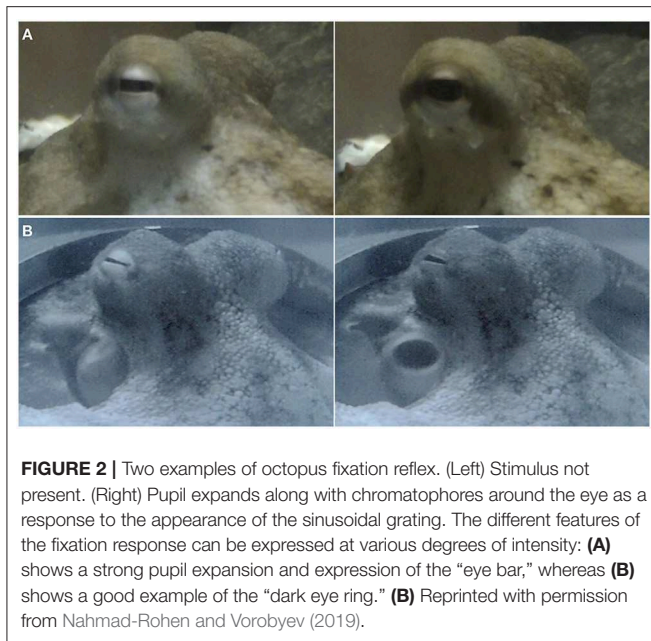 A
B
FIGURE 2 | Two examples of octopus fixation reflex. (Left) Stimulus not
present. (Right) Pupil expands along with chromatophores around the eye as a
response to the appearance of the sinusoidal grating. The different features of
the fixation response can be expressed at various degrees of intensity: (A)
shows a strong pupil expansion and expression of the “eye bar,” whereas (B)
shows a good example of the “dark eye ring.” (B) Reprinted with permission
from Nahmad-Rohen and Vorobyev (2019).